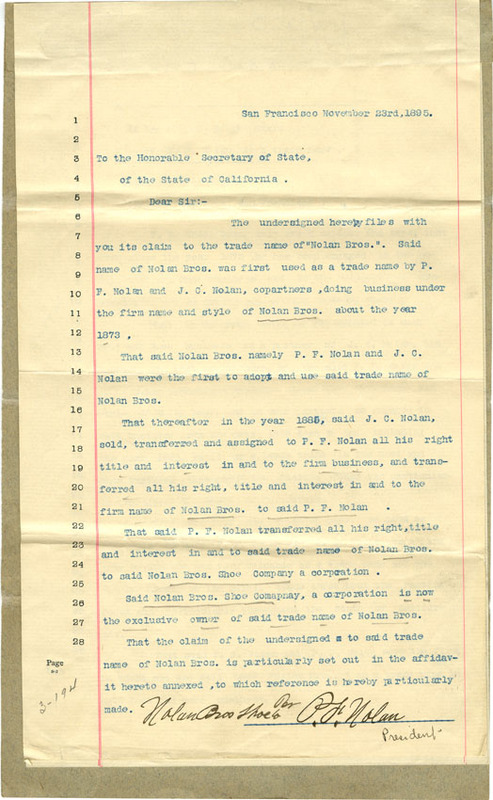 San Francisco November 23rd,1895.
1
2
3 To the Honorable Secretary of State,
4 of the State of California .
5 Dear Sir:-
6 The undersigned hereby files with
7 you its claim to the trade name of"Nolan Bros.". Said
8 name of Nolan Bros. was first used as a trade name by P.
9 F. Nolan and J. C. Nolan, copartners ,doing business under
10 the firm name and style of Nolan Bros. about the year
11 1873 ,
12 That said Nolan Bros. namely P. F. Nolan and J. C.
13 Nolan were the first to adopt and use said trade name of
14 Nolan Bros.
15 That thereafter in the year 1885, said J. C. Nolan,
16 sold, transferred and assigned to P. F. Nolan all his right
17 title and interest in and to the firm business, and trans-
18 ferred all his right, title and interest in and to the
19 firm name of Nolan Bros. to said P. F. Nolan .
20 That said P. F. Nolan transferred all his right,title
21 and interest in and to said trade name of Nolan Bros.
22 to said Nolan Bros. Shoe Company a corpration .
23 Said Nolan Bros. Shoe Comapnay, a corporation is now
24 the exclusive owner of said trade name of Nolan Bros.
25 That the claim of the undersigned to said trade
26 name of Nolan Bros. is particularly set out in the affidav-
27 it hereto annexed ,to which reference is hereby particularly
28 made.
Nolan Bros Shoe Co Per P. F. Nolan
President
Page
3-194